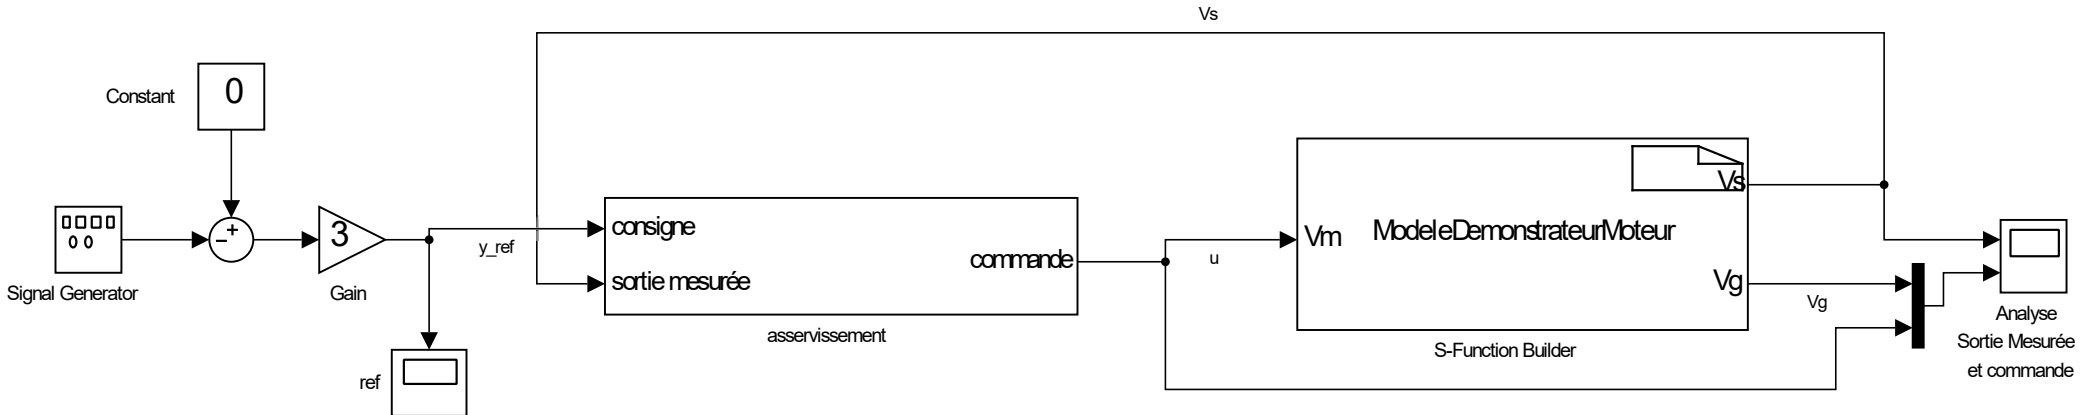 Vs
Constant
0
Signal Generator
- +
3
Gain
ref
y_ref
consigne
sortie mesurée
commande
asservissement
u
Vm
ModeleDemonstrateurMoteur
Vs
Vg
S-Function Builder
Vg
Analyse
Sortie Mesurée
et commande